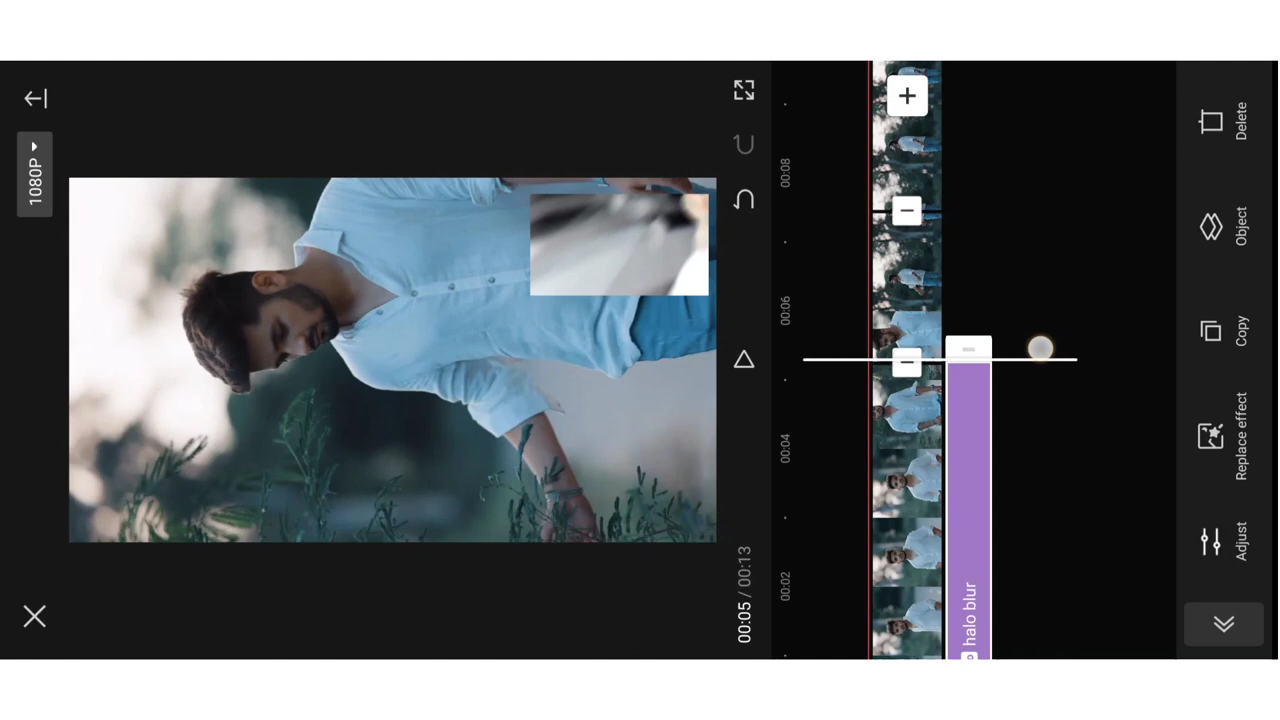 1080P
00:05 / 00:13
00:02
00:04
00:06
00:08
halo blur
Adjust
Replace effect
Copy
Object
Delete